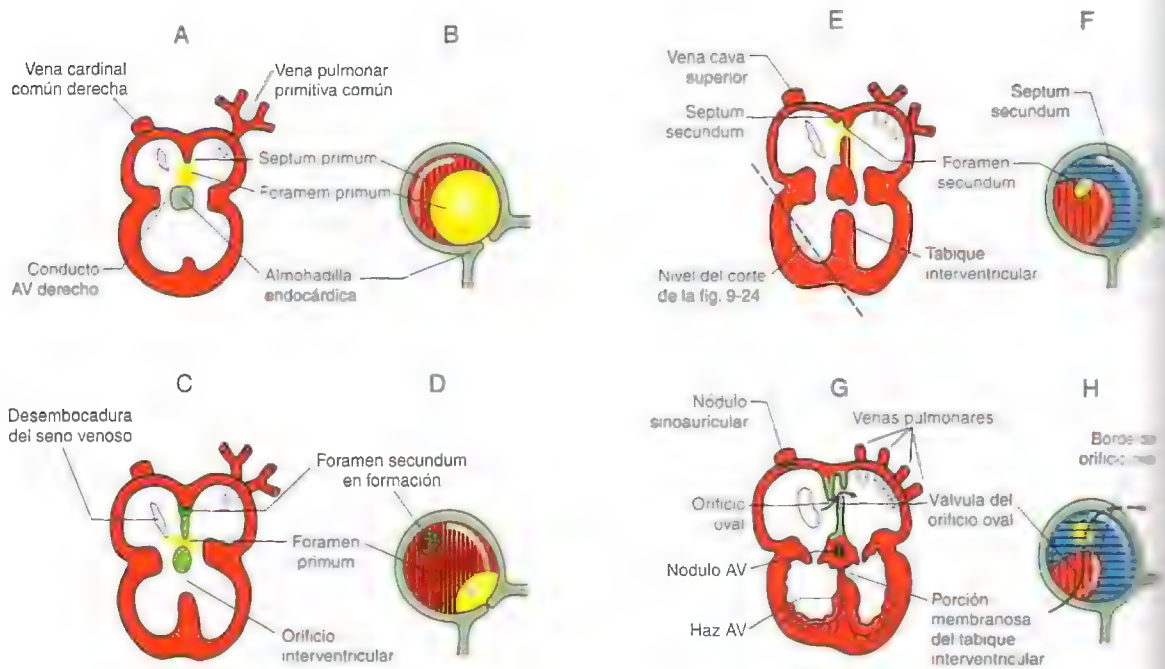 A
B
Vena cardinal
común derecha
Vena pulmonar
primitiva común
Septum primum
Foramem primum
Conducto
AV derecho
Almohadilla
endocárdica
C
D
Desembocadura
del seno venoso
Foramen secundum
en formación
Foramen
primum
Orificio
interventricular
E
F
Vena cava
superior
Septum
secundum
Septum
secundum
Foramen
secundum
Nivel del corte
de la fig. 9-24
Tabique
interventricular
G
H
Nódulo
sinoauricular
Venas pulmonares
Borde
Orificio
oval
Válvula del
orificio oval
Nodulo AV
Haz AV
Porción
membranosa
del tabique
interventricular